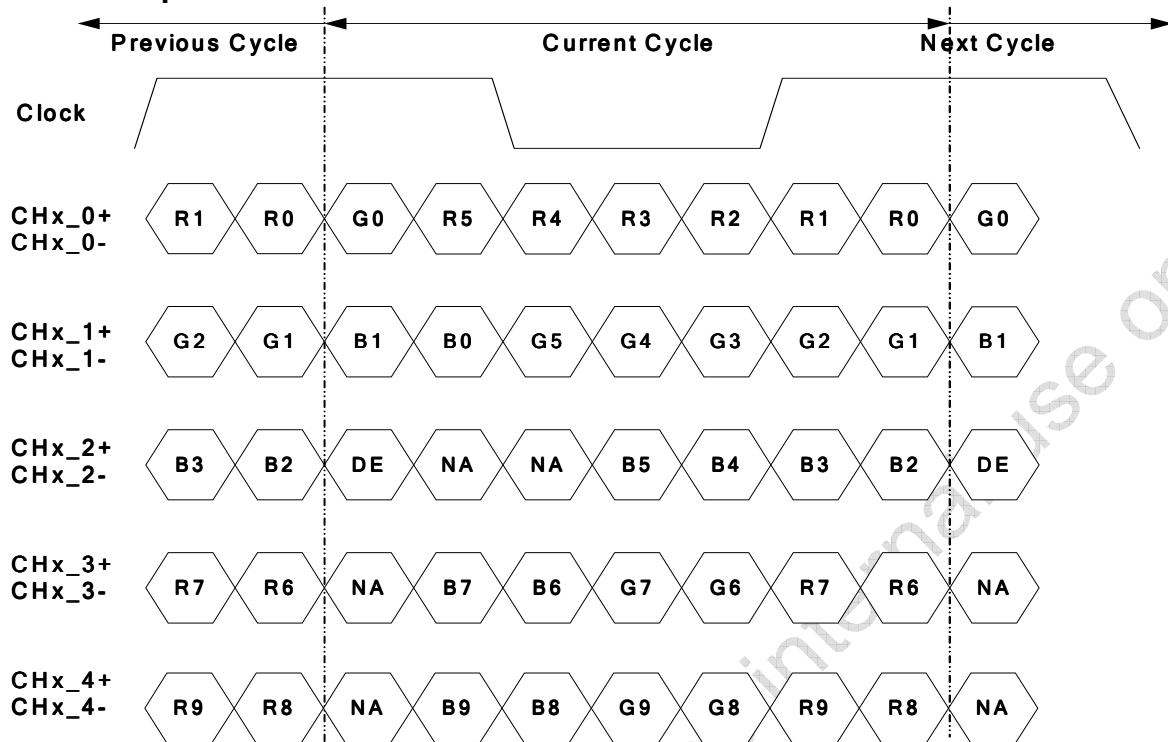 Previous Cycle Current Cycle Next Cycle
Clock
CHx_0+
CHx_0-
R1 R0 G0 R5 R4 R3 R2 R1 R0 G0
CHx_1+
CHx_1-
G2 G1 B1 B0 G5 G4 G3 G2 G1 B1
CHx_2+
CHx_2-
B3 B2 DE NA NA B5 B4 B3 B2 DE
CHx_3+
CHx_3-
R7 R6 NA B7 B6 G7 G6 R7 R6 NA
CHx_4+
CHx_4-
R9 R8 NA B9 B8 G9 G8 R9 R8 NA
internal use